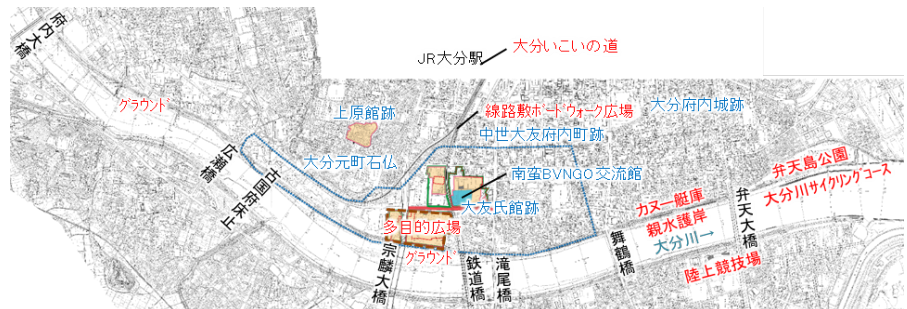 府内大橋
JR大分駅
大分いこいの道
グラウンド
上原館跡
線路敷ボードウォーク広場
大分府内城跡
中世大友府内町跡
大分元町石仏
広瀬橋
古国府床止
南蛮BVNGO交流館
大友氏館跡
多目的広場
グラウンド
宗麟大橋
鉄道橋
滝尾橋
舞鶴橋
カヌー艇庫
親水護岸
大分川→
弁天大橋
弁天島公園
大分川サイクリングコース
陸上競技場